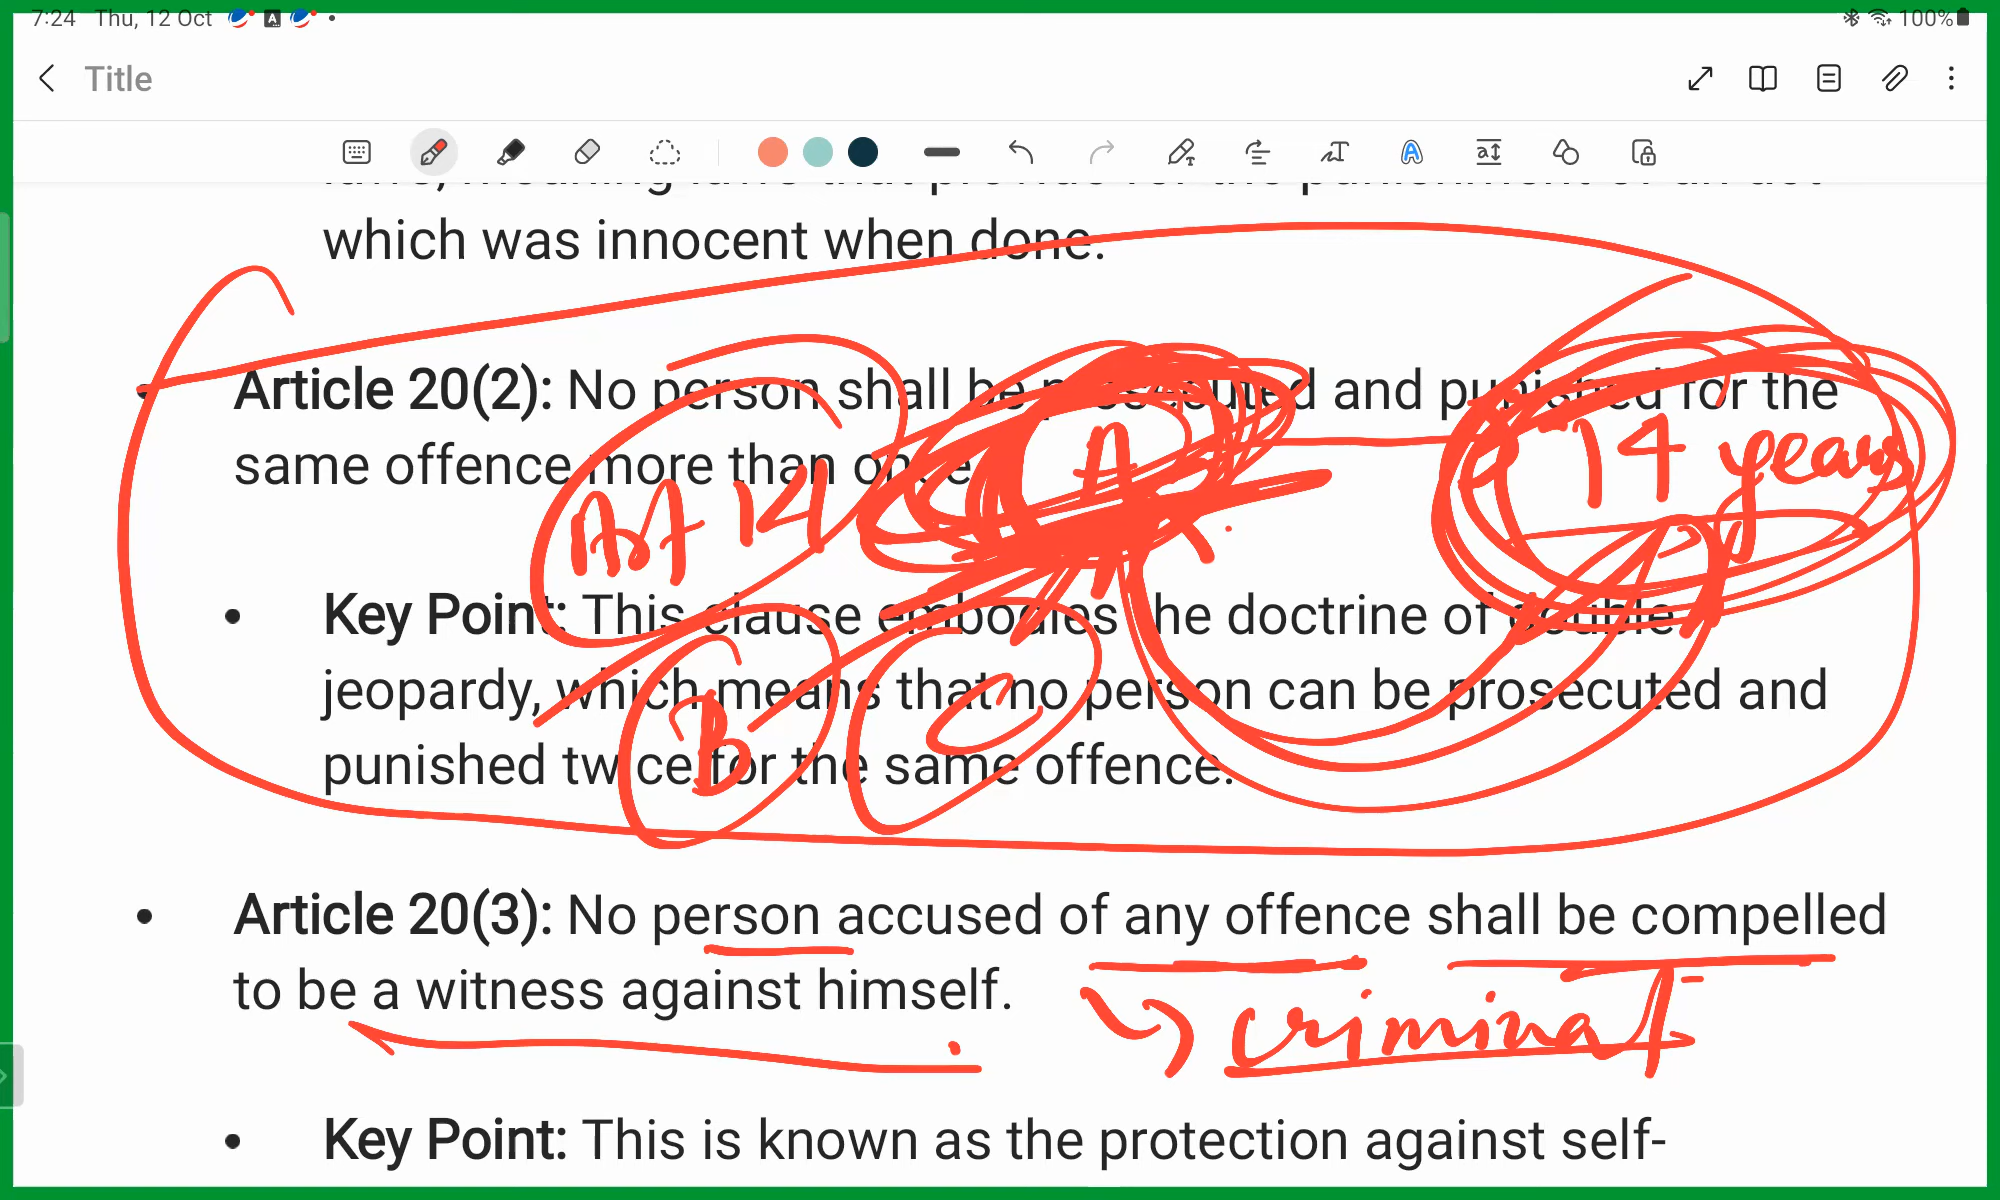 7:24 Thu, 12 Oct
100%
Title
which was innocent when done.
Article 20(2): No person shall be prosecuted and punished for the
same offence more than once
A
14 years
Art 14
Key Point: This clause embodies the doctrine of double
jeopardy, which means that no person can be prosecuted and
B
C
punished twice for the same offence.
Article 20(3): No person accused of any offence shall be compelled
to be a witness against himself.
criminal
Key Point: This is known as the protection against self-